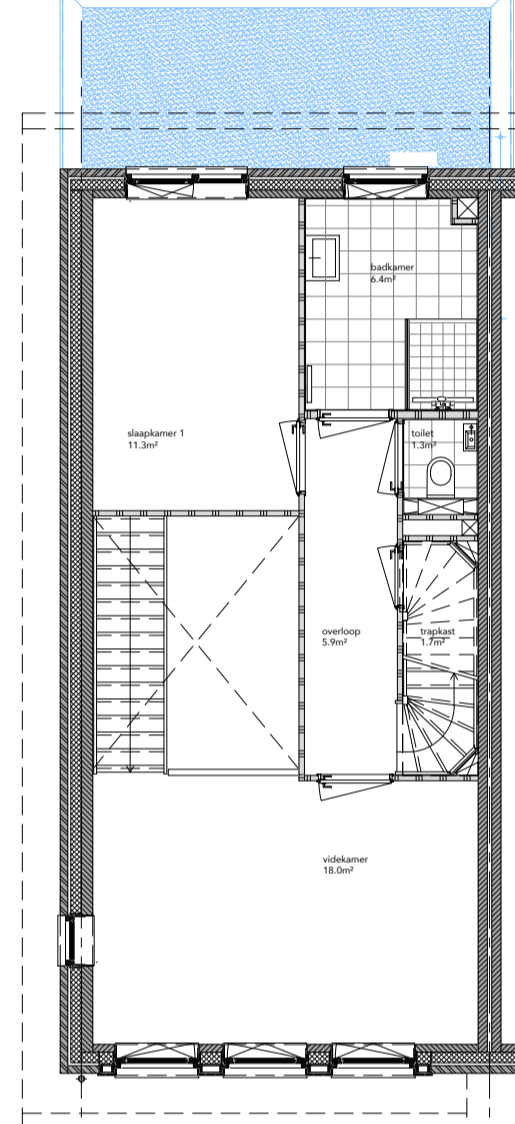 badkamer
6.4m²
slaapkamer 1
11.3m²
toilet
1.3m²
overloop
5.9m²
trapkast
1.7m²
videkamer
18.0m²